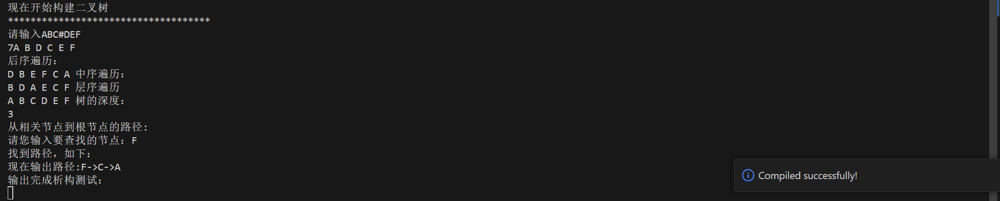 现在开始构建二叉树
************************************
请输入ABC#DEF
7A B D C E F
后序遍历：
D B E F C A 中序遍历：
B D A E C F 层序遍历
A B C D E F 树的深度：
3
从相关节点到根节点的路径：
请您输入要查找的节点：F
找到路径，如下：
现在输出路径:F->C->A
输出完成析构测试：
Compiled successfully!